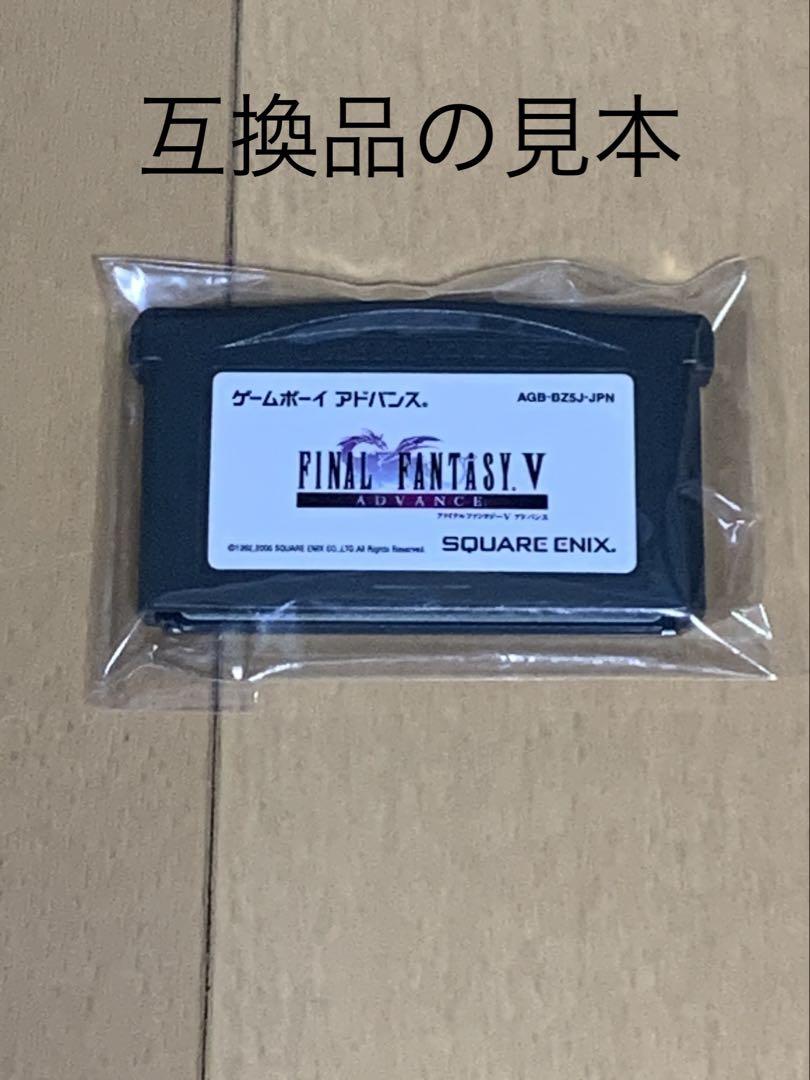 互換品の見本
ゲームボーイ アドバンス。
AGB-BZ5J-JPN
FINAL FANTASY. V
ADVANCE
ファイナルファンタジーV アドバンス
SQUARE ENIX.